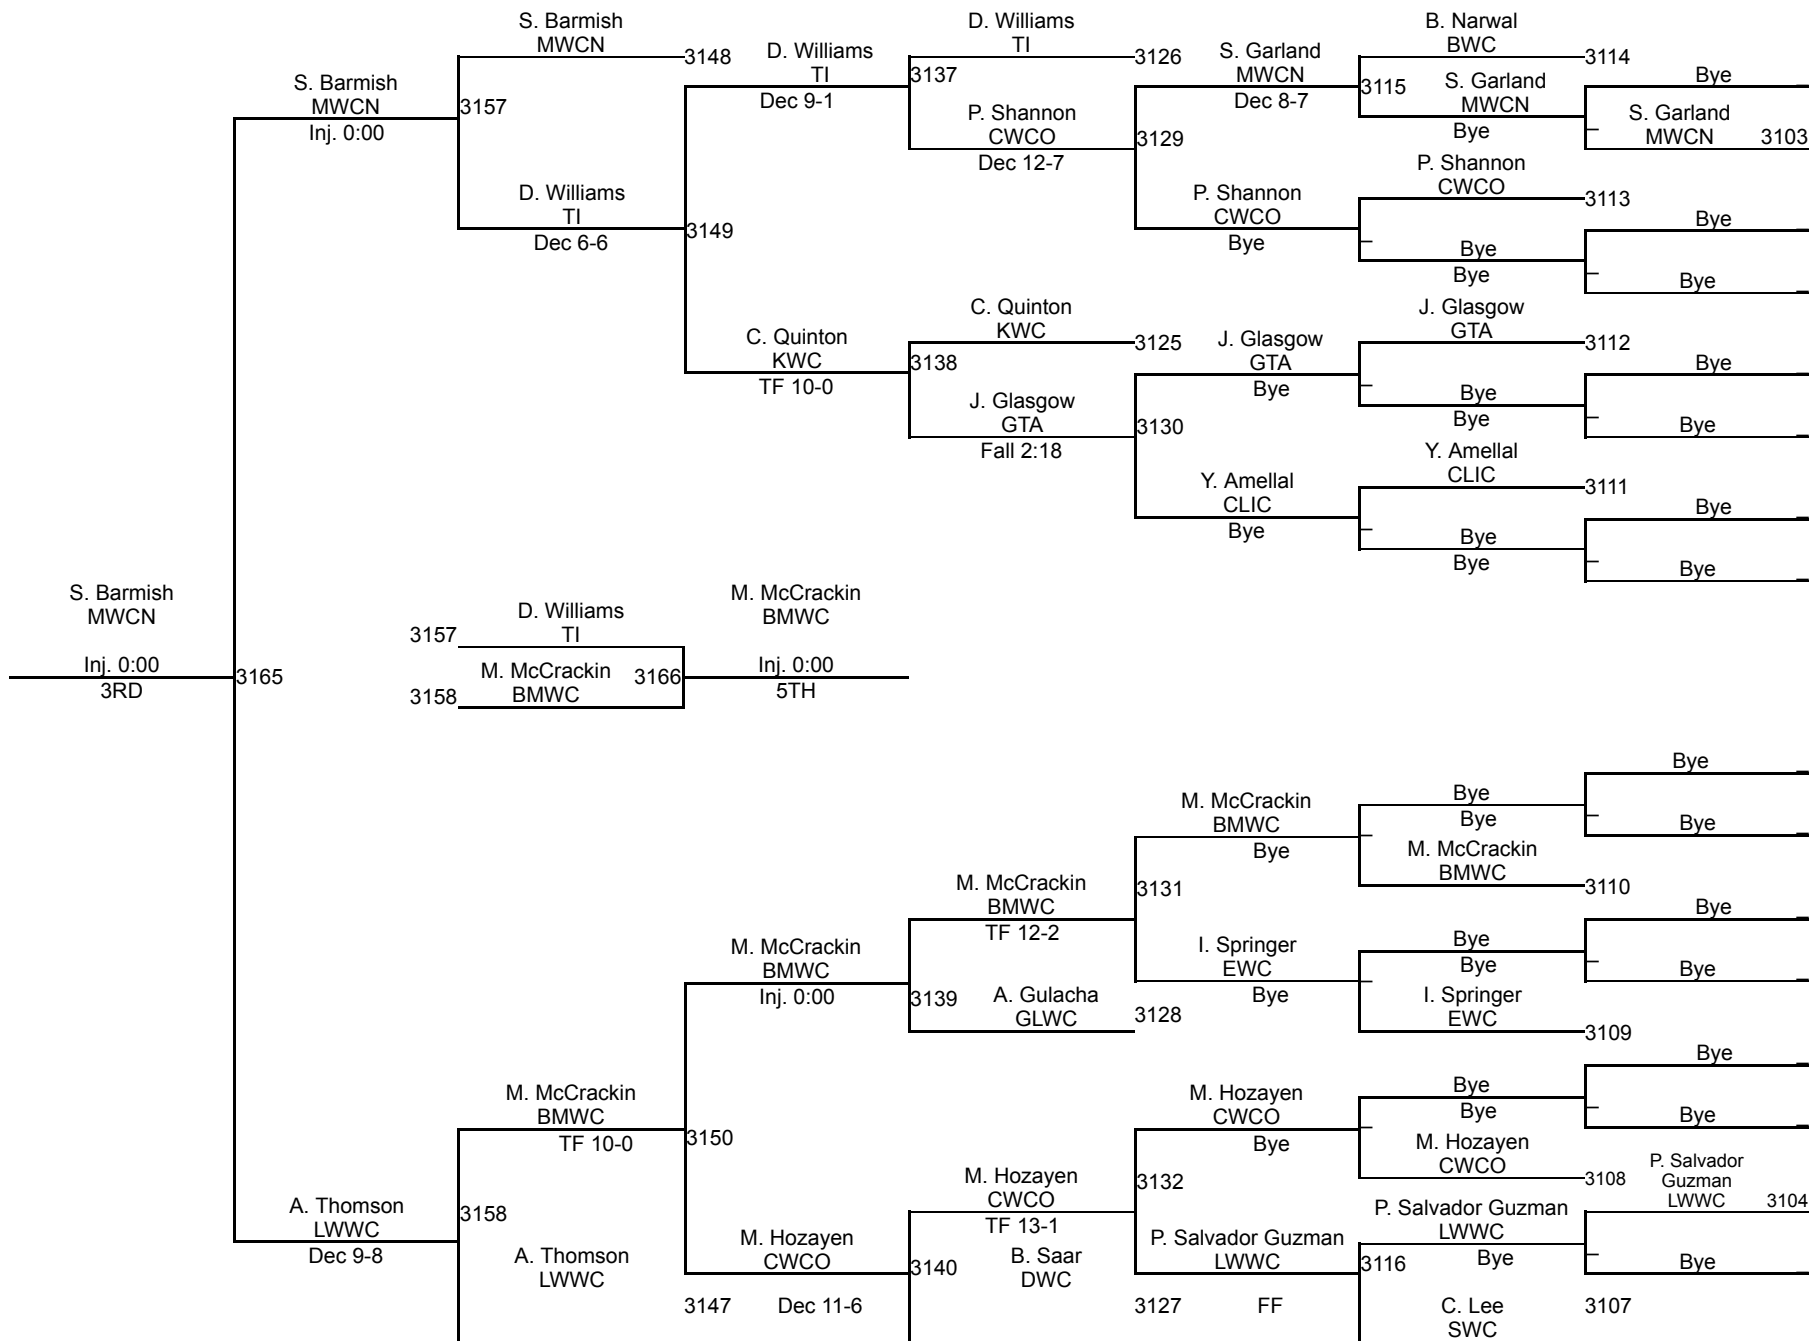 S. Barmish
MWCN
3148
D. Williams
TI
Dec 9-1
D. Williams
TI
3126
3137
S. Garland
MWCN
Dec 8-7
B. Narwal
BWC
3114
3115
S. Garland
MWCN
Bye
Bye
S. Garland
MWCN
3103
S. Barmish
MWCN
Inj. 0:00
3157
P. Shannon
CWCO
Dec 12-7
3129
P. Shannon
CWCO
3113
Bye
D. Williams
TI
Dec 6-6
3149
P. Shannon
CWCO
Bye
Bye
Bye
Bye
C. Quinton
KWC
TF 10-0
C. Quinton
KWC
3125
3138
J. Glasgow
GTA
Bye
J. Glasgow
GTA
3112
Bye
Bye
Bye
Bye
J. Glasgow
GTA
Fall 2:18
3130
Y. Amellal
CLIC
Bye
Y. Amellal
CLIC
3111
Bye
Bye
Bye
Bye
S. Barmish
MWCN
Inj. 0:00
3RD
3165
3157
D. Williams
TI
3158
M. McCrackin
BMWC
3166
M. McCrackin
BMWC
Inj. 0:00
5TH
Bye
Bye
Bye
Bye
M. McCrackin
BMWC
Bye
M. McCrackin
BMWC
3110
M. McCrackin
BMWC
TF 12-2
3131
Bye
Bye
Bye
Bye
M. McCrackin
BMWC
Inj. 0:00
3139
A. Gulacha
GLWC
3128
I. Springer
EWC
Bye
I. Springer
EWC
3109
Bye
Bye
Bye
Bye
M. McCrackin
BMWC
TF 10-0
3150
M. Hozayen
CWCO
Bye
M. Hozayen
CWCO
3108
P. Salvador
Guzman
LWWC
3104
A. Thomson
LWWC
Dec 9-8
3158
A. Thomson
LWWC
3147
M. Hozayen
CWCO
Dec 11-6
M. Hozayen
CWCO
TF 13-1
3132
3140
B. Saar
DWC
3127
P. Salvador Guzman
LWWC
FF
P. Salvador Guzman
LWWC
Bye
3116
Bye
C. Lee
SWC
3107